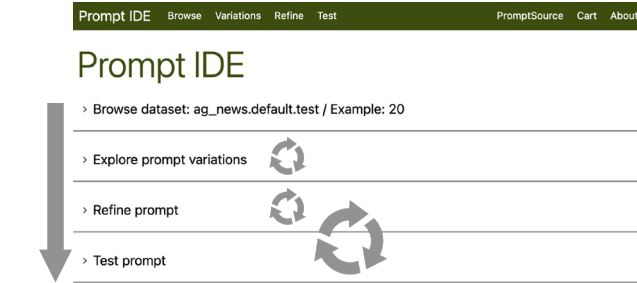 Prompt IDE Browse Variations Refine Test PromptSource Cart About
Prompt IDE
> Browse dataset: ag_news.default.test / Example: 20
> Explore prompt variations
> Refine prompt
> Test prompt